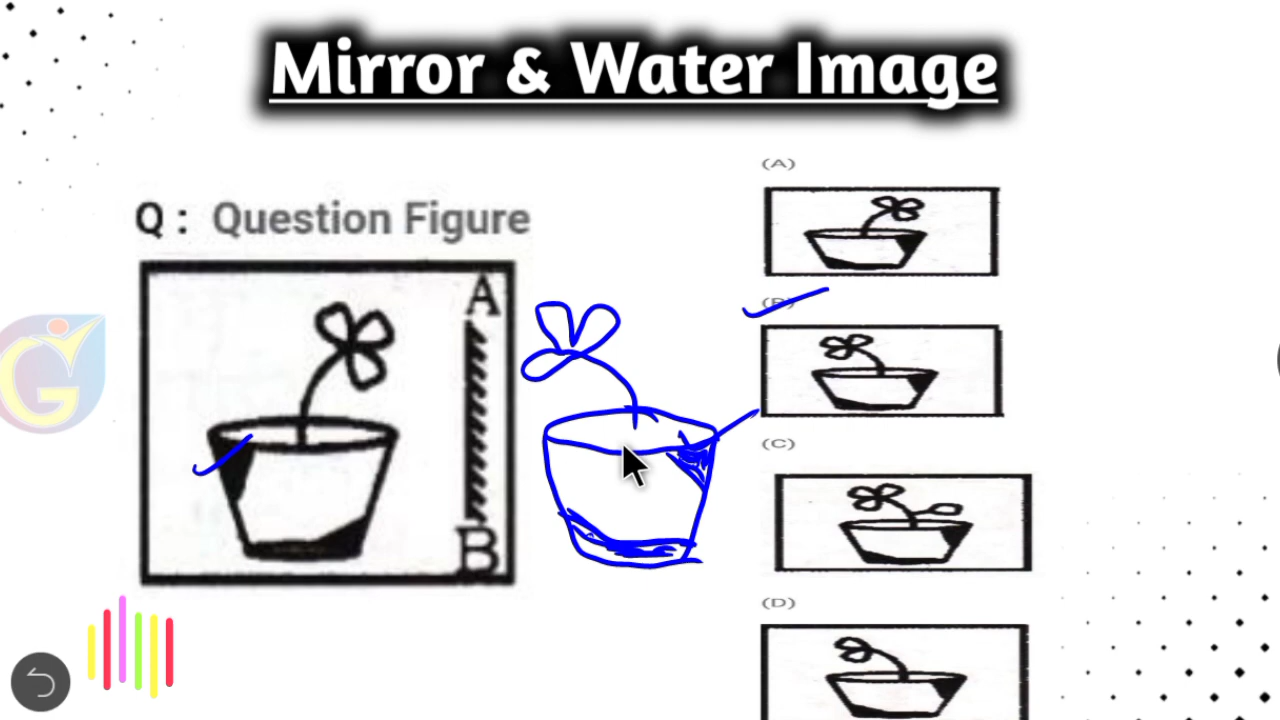 Mirror & Water Image
Q : Question Figure
A
B
(A)
(B)
(C)
(D)
G